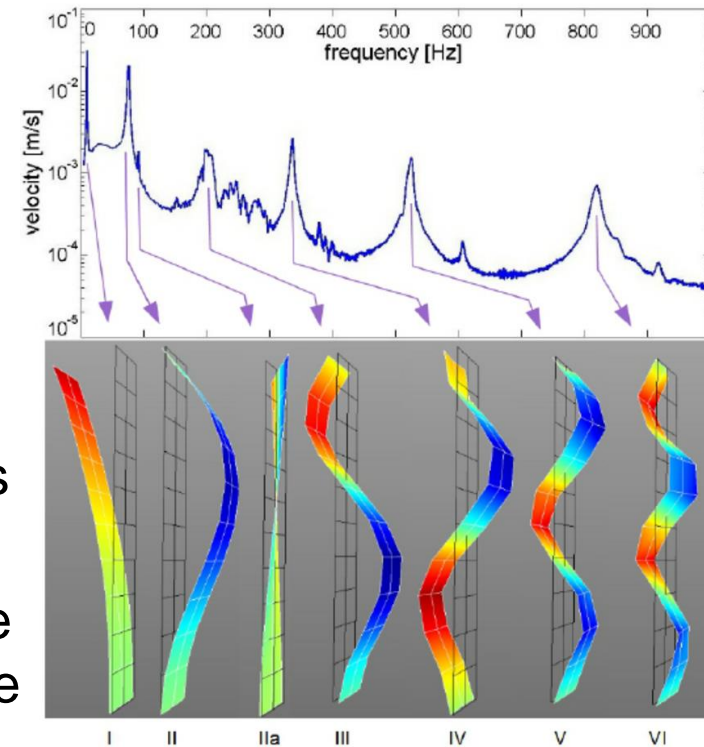 10⁻¹
0 100 200 300 400 500 600 700 800 900
frequency [Hz]
10⁻²
velocity [m/s]
10⁻³
10⁻⁴
10⁻⁵
s
e
e
I II IIa III IV V VI